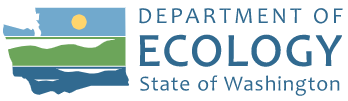 DEPARTMENT OF
ECOLOGY
State of Washington